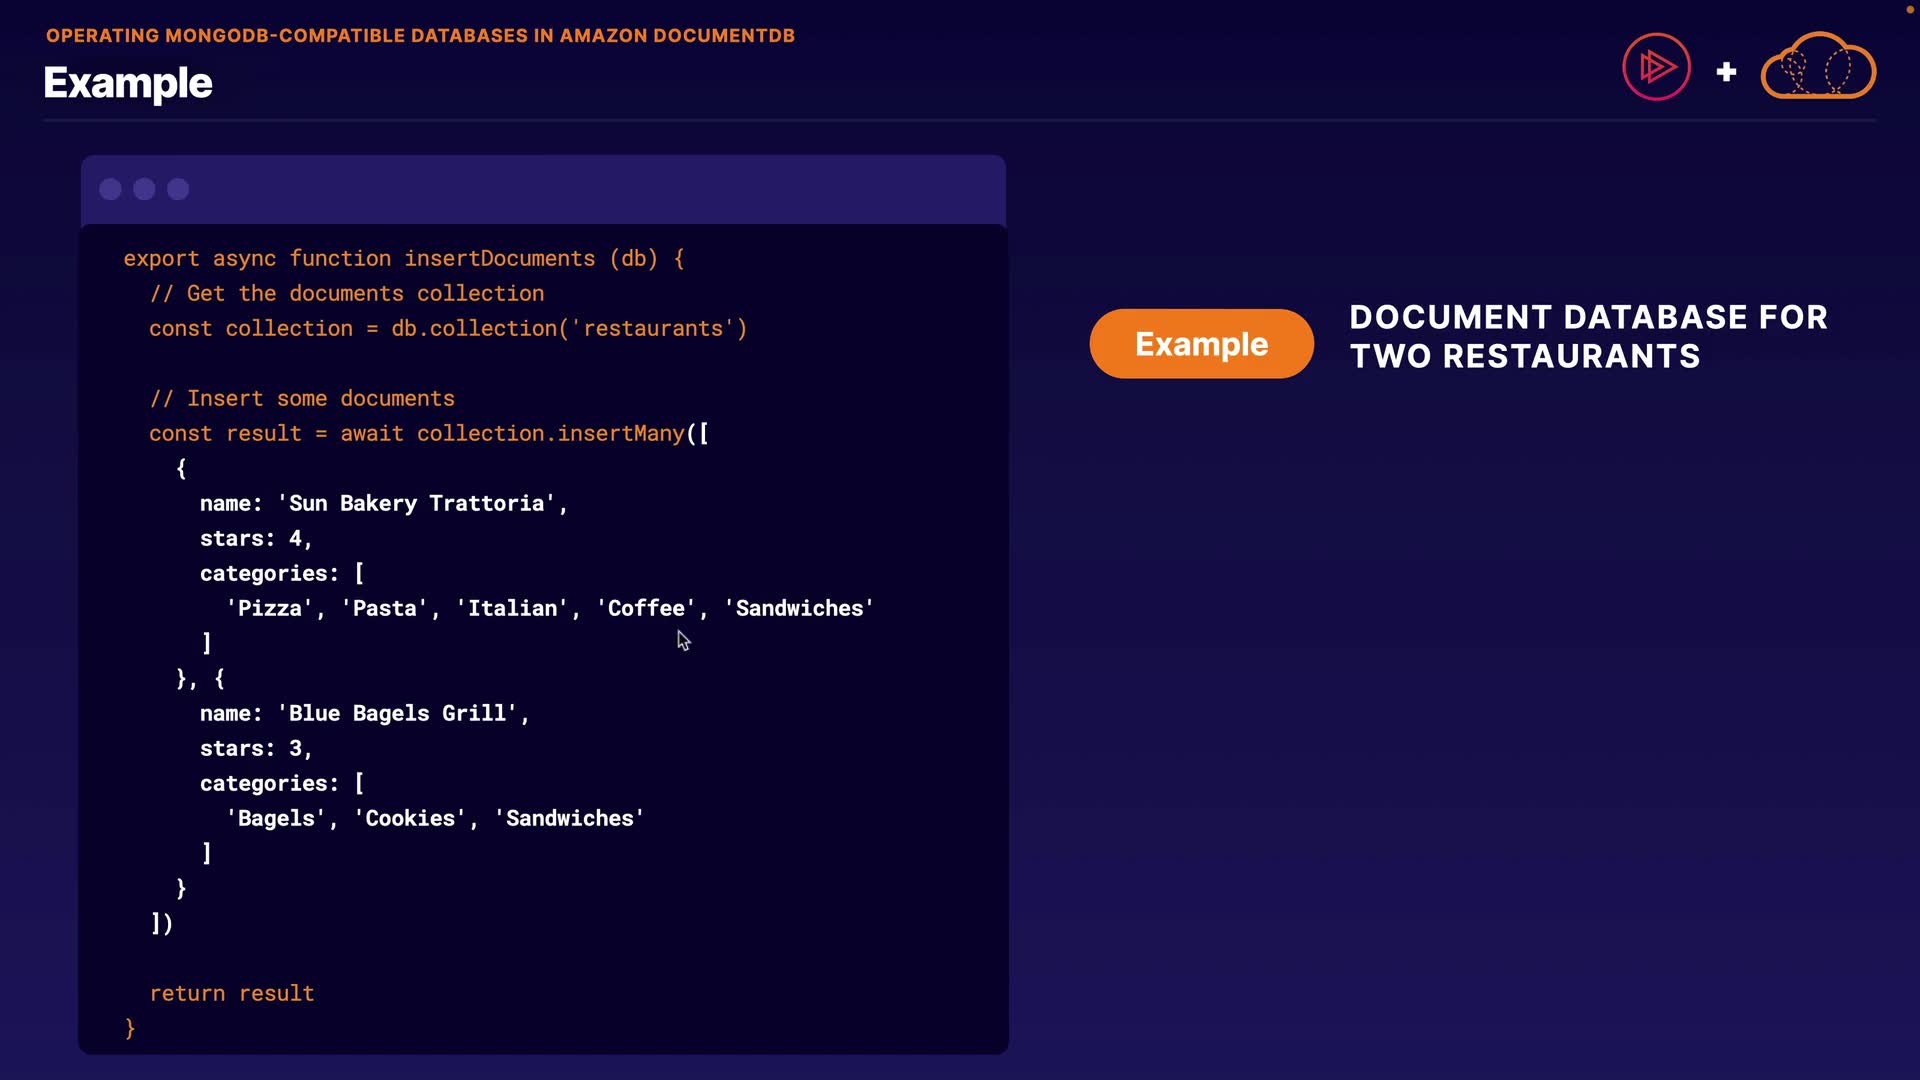 OPERATING MONGODB-COMPATIBLE DATABASES IN AMAZON DOCUMENTDB
Example
export async function insertDocuments (db) {
  // Get the documents collection
  const collection = db.collection('restaurants')

  // Insert some documents
  const result = await collection.insertMany([
    {
      name: 'Sun Bakery Trattoria',
      stars: 4,
      categories: [
        'Pizza', 'Pasta', 'Italian', 'Coffee', 'Sandwiches'
      ]
    }, {
      name: 'Blue Bagels Grill',
      stars: 3,
      categories: [
        'Bagels', 'Cookies', 'Sandwiches'
      ]
    }
  ])

  return result
}
Example
DOCUMENT DATABASE FOR
TWO RESTAURANTS